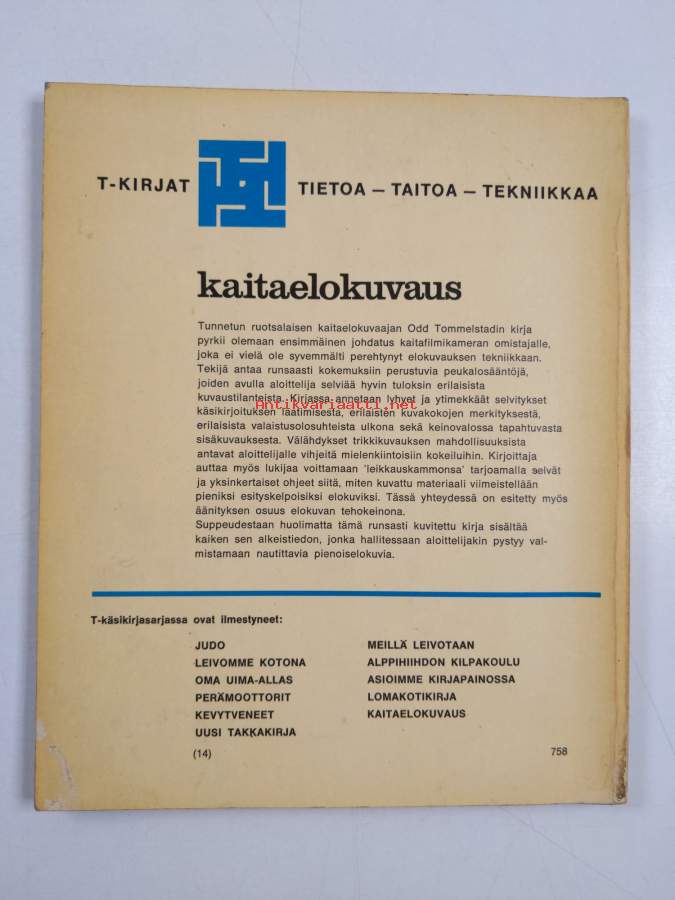 T-KIRJAT TIETOA — TAITOA — TEKNIIKKAA
kaitaelokuvaus
Tunnetun ruotsalaisen kaitaelokuvaajan Odd Tommelstadin kirja
pyrkii olemaan ensimmäinen johdatus kaitafilmikameran omistajalle,
joka ei vielä ole syvemmälti perehtynyt elokuvauksen tekniikkaan.
Tekijä antaa runsaasti kokemuksiin perustuvia peukalosääntöjä,
joiden avulla aloittelija selviää hyvin tuloksin erilaisista
kuvaustilanteista. Kirjassa annetaan lyhyet ja ytimekkäät selvitykset
Antikvariaatti.net
käsikirjoituksen laatimisesta, erilaisten kuvakokojen merkityksestä,
erilaisista valaistusolosuhteista ulkona sekä keinovalossa tapahtuvasta
sisäkuvauksesta. Välähdykset trikkikuvauksen mahdollisuuksista
antavat aloittelijalle vihjeitä mielenkiintoisiin kokeiluihin. Kirjoittaja
auttaa myös lukijaa voittamaan 'leikkauskammonsa' tarjoamalla selvät
ja yksinkertaiset ohjeet siitä, miten kuvattu materiaali viimeistellään
pieniksi esityskelpoisiksi elokuviksi. Tässä yhteydessä on esitetty myös
äänityksen osuus elokuvan tehokeinona.
Suppeudestaan huolimatta tämä runsasti kuvitettu kirja sisältää
kaiken sen alkeistiedon, jonka hallitessaan aloittelijakin pystyy val-
mistamaan nautittavia pienoiselokuvia.
T-käsikirjasarjassa ovat ilmestyneet:
JUDO
LEIVOMME KOTONA
OMA UIMA-ALLAS
PERÄMOOTTORIT
KEVYTVENEET
UUSI TAKKAKIRJA
MEILLÄ LEIVOTAAN
ALPPIHIIHDON KILPAKOULU
ASIOIMME KIRJAPAINOSSA
LOMAKOTIKIRJA
KAITAELOKUVAUS
(14)
758